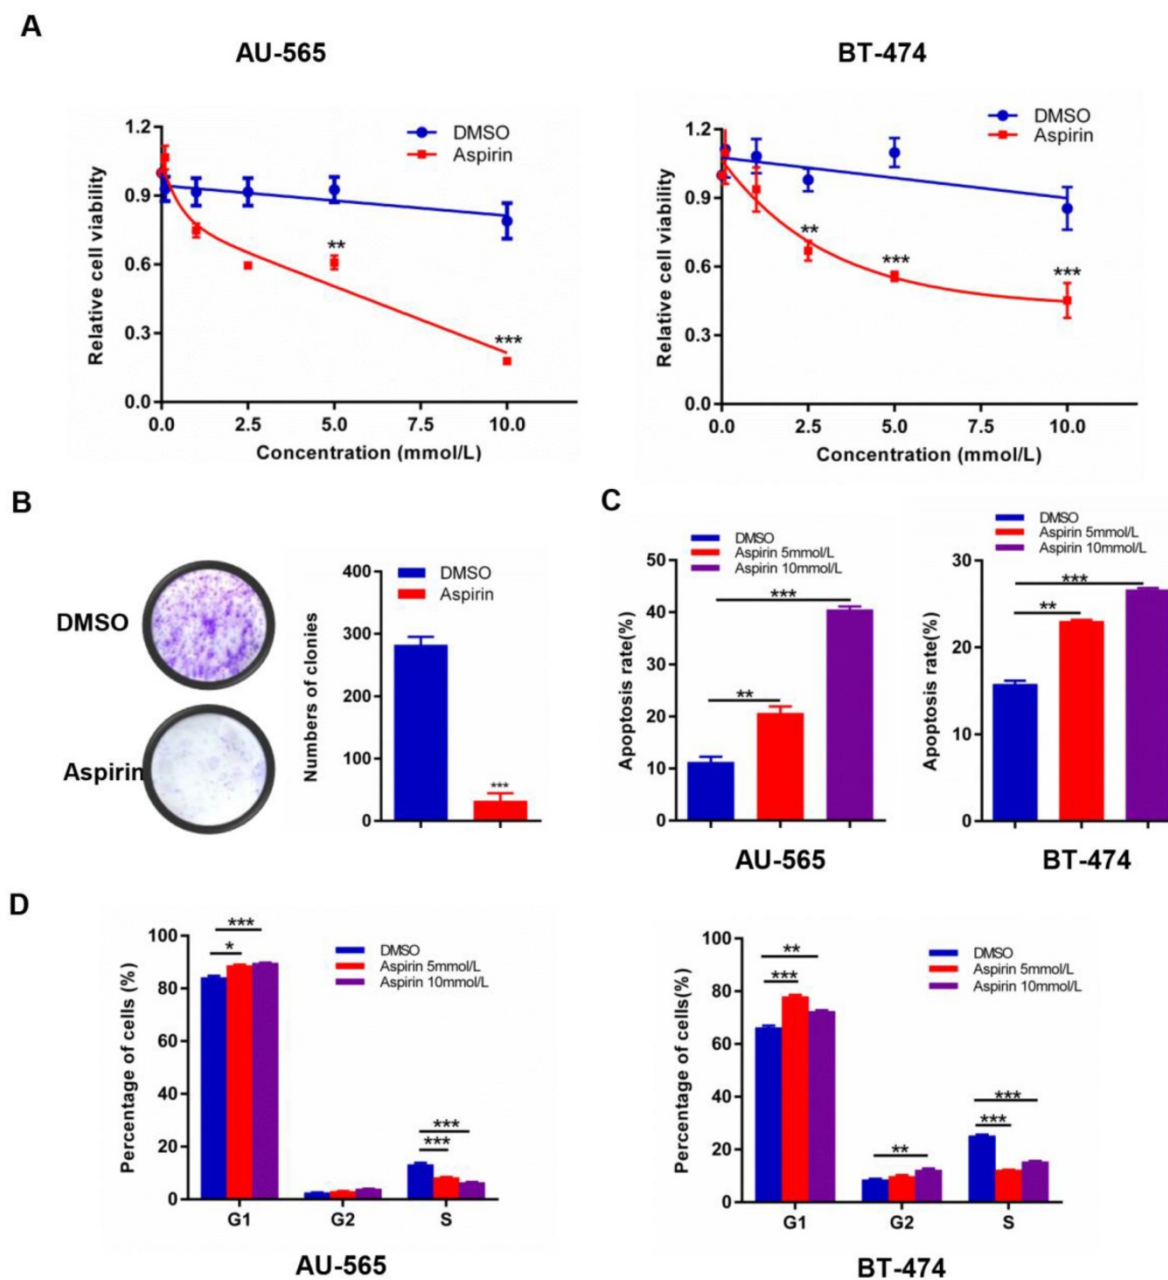 A
AU-565
BT-474
DMSO
Aspirin
1.2
0.9
0.6
0.3
0.0
Relative cell viability
**
***
0.0 2.5 5.0 7.5 10.0
Concentration (mmol/L)
DMSO
Aspirin
1.2
0.9
0.6
0.3
0.0
Relative cell viability
**
***
***
0.0 2.5 5.0 7.5 10.0
Concentration (mmol/L)
B
DMSO
Aspirin
DMSO
Aspirin
400
300
200
100
0
Numbers of clonies
***
C
DMSO
Aspirin 5mmol/L
Aspirin 10mmol/L
50
40
30
20
10
0
Apoptosis rate(%)
***
**
AU-565
DMSO
Aspirin 5mmol/L
Aspirin 10mmol/L
30
20
10
0
Apoptosis rate(%)
***
**
BT-474
D
DMSO
Aspirin 5mmol/L
Aspirin 10mmol/L
100
80
60
40
20
0
Percentage of cells (%)
***
*
***
***
G1 G2 S
AU-565
DMSO
Aspirin 5mmol/L
Aspirin 10mmol/L
100
80
60
40
20
0
Percentage of cells(%)
**
***
**
***
***
G1 G2 S
BT-474